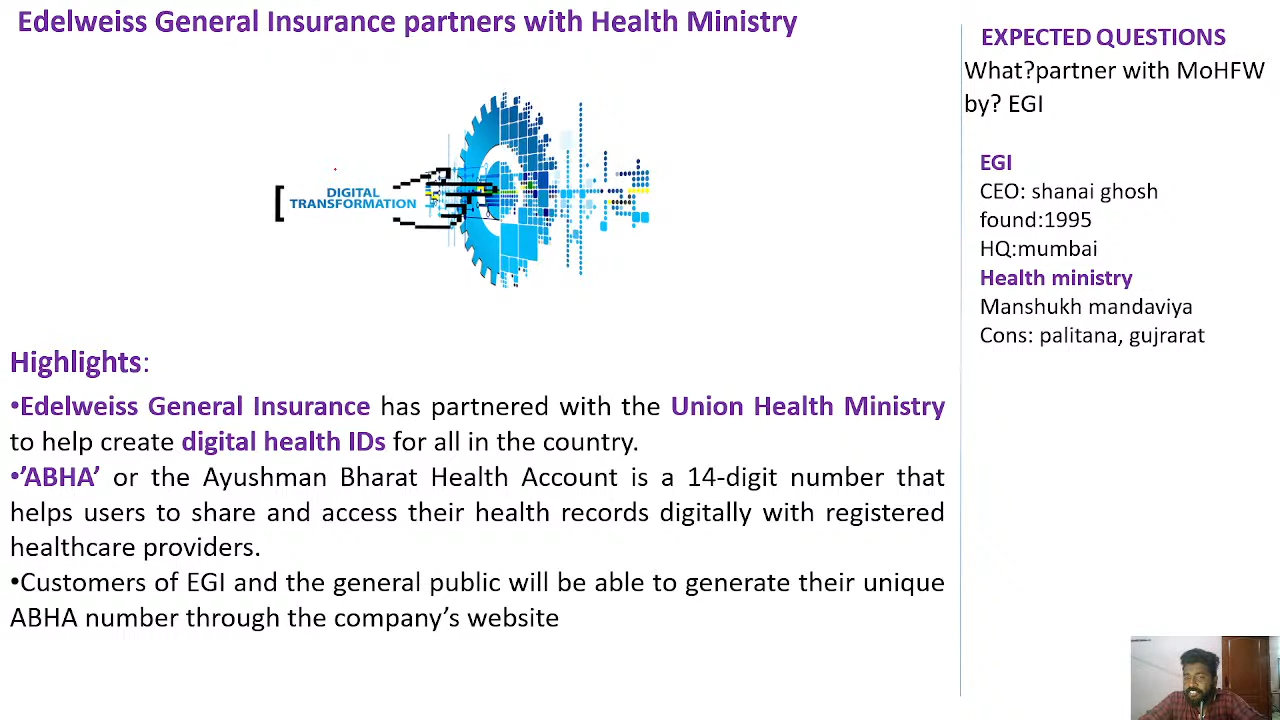 Edelweiss General Insurance partners with Health Ministry
DIGITAL
TRANSFORMATION
Highlights:
•Edelweiss General Insurance has partnered with the Union Health Ministry
to help create digital health IDs for all in the country.
•’ABHA’ or the Ayushman Bharat Health Account is a 14-digit number that
helps users to share and access their health records digitally with registered
healthcare providers.
•Customers of EGI and the general public will be able to generate their unique
ABHA number through the company’s website
EXPECTED QUESTIONS
What?partner with MoHFW
by? EGI
EGI
CEO: shanai ghosh
found:1995
HQ:mumbai
Health ministry
Manshukh mandaviya
Cons: palitana, gujrarat